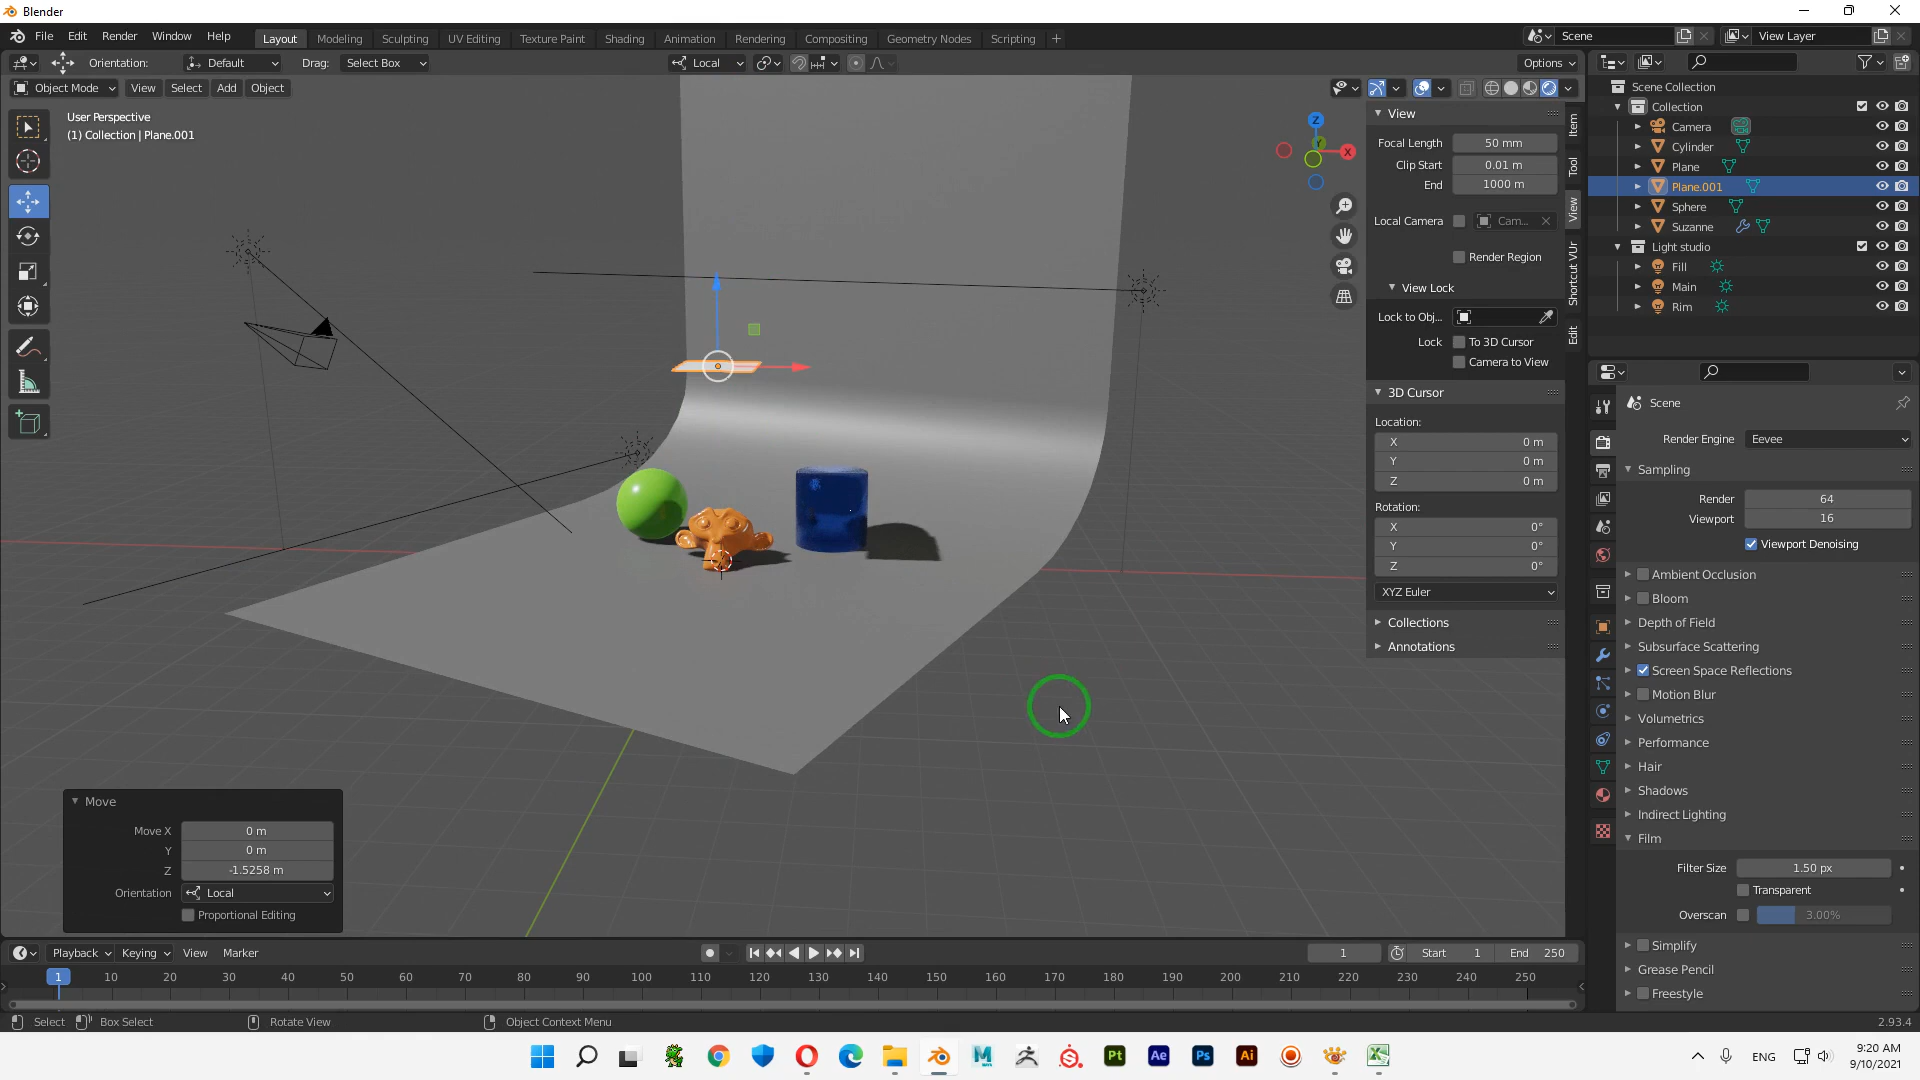 Blender
File Edit Render Window Help
Layout Modeling Sculpting UV Editing Texture Paint Shading Animation Rendering Compositing Geometry Nodes Scripting +
Scene View Layer
Orientation: Default Drag: Select Box Local Options
Object Mode View Select Add Object
User Perspective
(1) Collection | Plane.001
Z
Y
X
View
Focal Length 50 mm
Clip Start 0.01 m
End 1000 m
Local Camera Cam...
Render Region
View Lock
Lock to Obj...
Lock To 3D Cursor
Camera to View
3D Cursor
Location:
X 0 m
Y 0 m
Z 0 m
Rotation:
X 0°
Y 0°
Z 0°
XYZ Euler
Collections
Annotations
Item
Tool
View
Shortcut VUr
Edit
Scene Collection
Collection
Camera
Cylinder
Plane
Plane.001
Sphere
Suzanne
Light studio
Fill
Main
Rim
Scene
Render Engine Eevee
Sampling
Render 64
Viewport 16
Viewport Denoising
Ambient Occlusion
Bloom
Depth of Field
Subsurface Scattering
Screen Space Reflections
Motion Blur
Volumetrics
Performance
Hair
Shadows
Indirect Lighting
Film
Filter Size 1.50 px
Transparent
Overscan 3.00%
Simplify
Grease Pencil
Freestyle
Move
Move X 0 m
Y 0 m
Z -1.5258 m
Orientation Local
Proportional Editing
Playback Keying View Marker 1 Start 1 End 250
1 10 20 30 40 50 60 70 80 90 100 110 120 130 140 150 160 170 180 190 200 210 220 230 240 250
Select Box Select Rotate View Object Context Menu 2.93.4
Pt Ae Ps Ai
ENG
9:20 AM
9/10/2021